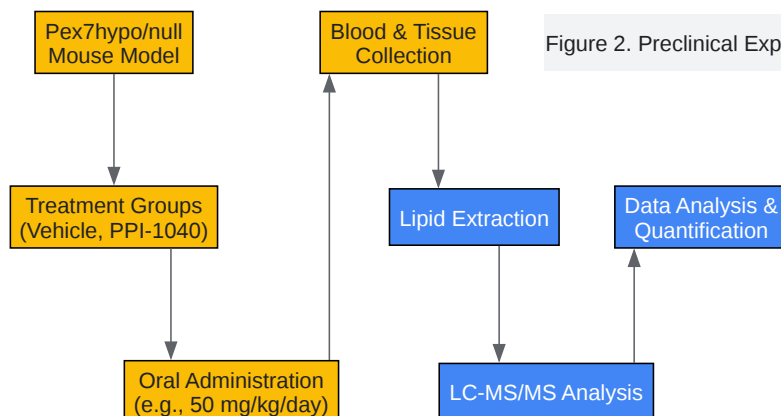 Pex7hypo/null
Mouse Model
Blood & Tissue
Collection
Figure 2. Preclinical Exp
Treatment Groups
(Vehicle, PPI-1040)
Lipid Extraction
Data Analysis &
Quantification
Oral Administration
(e.g., 50 mg/kg/day)
LC-MS/MS Analysis